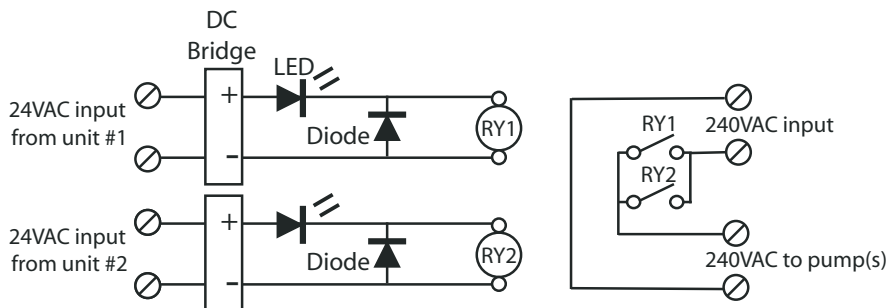 DC
Bridge
LED
+
24VAC input
from unit #1
Diode
RY1
-
+
24VAC input
from unit #2
Diode
RY2
-
RY1
240VAC input
RY2
240VAC to pump(s)